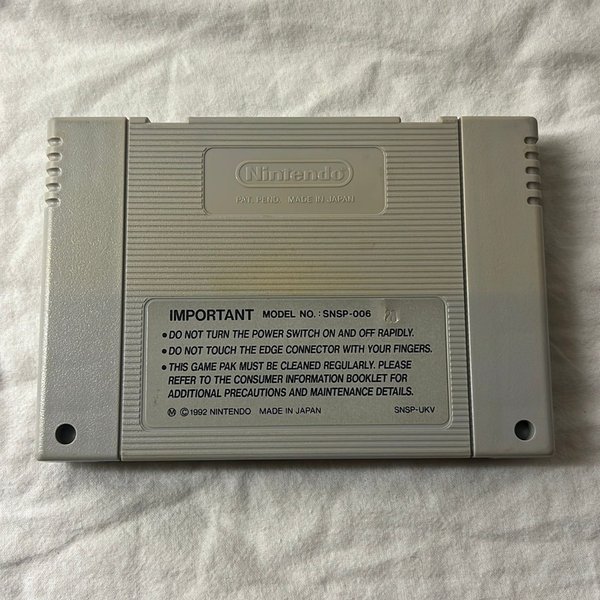 Nintendo
PAT. PEND. MADE IN JAPAN
IMPORTANT MODEL NO. : SNSP-006
• DO NOT TURN THE POWER SWITCH ON AND OFF RAPIDLY.
• DO NOT TOUCH THE EDGE CONNECTOR WITH YOUR FINGERS.
• THIS GAME PAK MUST BE CLEANED REGULARLY. PLEASE
REFER TO THE CONSUMER INFORMATION BOOKLET FOR
ADDITIONAL PRECAUTIONS AND MAINTENANCE DETAILS.
Ⓜ ©1992 NINTENDO MADE IN JAPAN SNSP-UKV